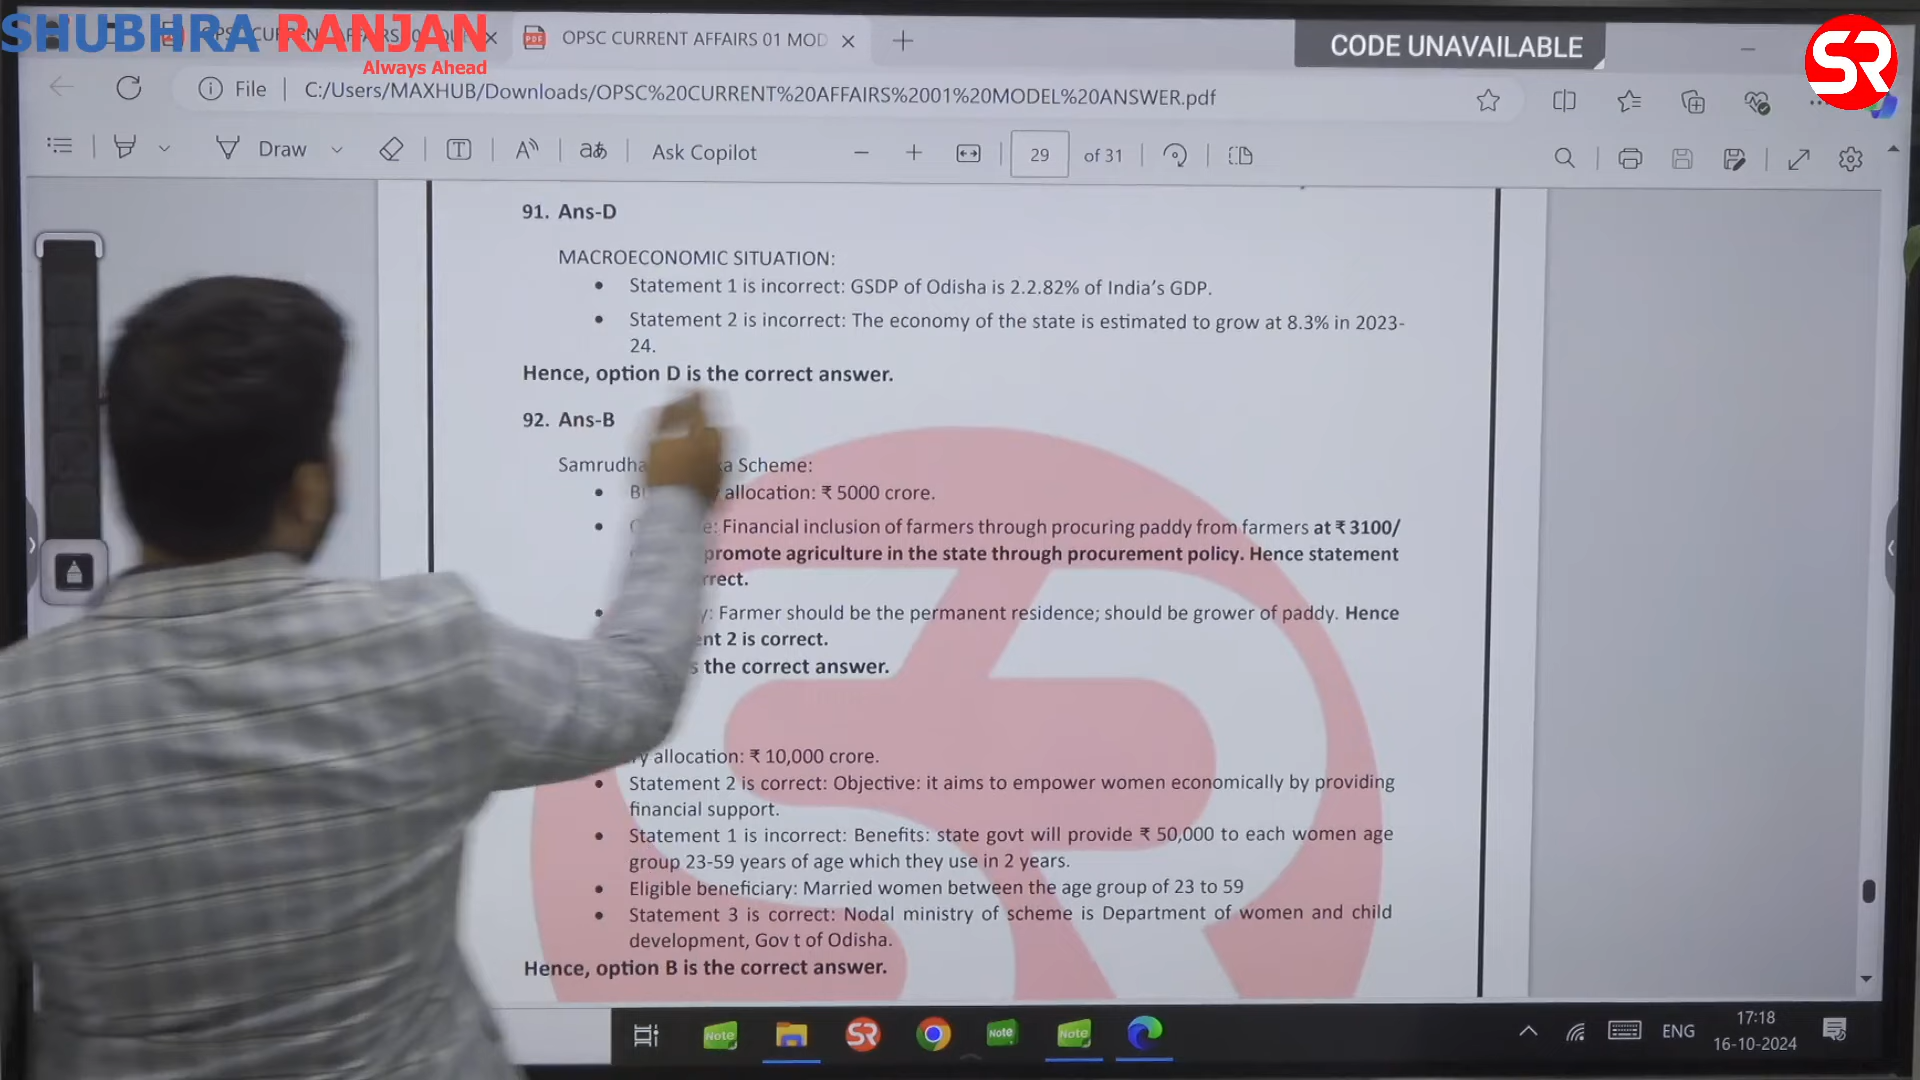 SHUBHRA RANJAN
Always Ahead
OPSC CURRENT AFFAIRS 01 MOD
CODE UNAVAILABLE
SR
File
C:/Users/MAXHUB/Downloads/OPSC%20CURRENT%20AFFAIRS%2001%20MODEL%20ANSWER.pdf
Draw
Ask Copilot
29 of 31
91. Ans-D
MACROECONOMIC SITUATION:
• Statement 1 is incorrect: GSDP of Odisha is 2.2.82% of India's GDP.
• Statement 2 is incorrect: The economy of the state is estimated to grow at 8.3% in 2023-
24.
Hence, option D is the correct answer.
92. Ans-B
Samrudha Scheme:
• allocation: ₹ 5000 crore.
• Financial inclusion of farmers through procuring paddy from farmers at ₹ 3100/
promote agriculture in the state through procurement policy. Hence statement
• Farmer should be the permanent residence; should be grower of paddy. Hence
2 is correct.
the correct answer.
allocation: ₹ 10,000 crore.
• Statement 2 is correct: Objective: it aims to empower women economically by providing
financial support.
• Statement 1 is incorrect: Benefits: state govt will provide ₹ 50,000 to each women age
group 23-59 years of age which they use in 2 years.
• Eligible beneficiary: Married women between the age group of 23 to 59
• Statement 3 is correct: Nodal ministry of scheme is Department of women and child
development, Gov t of Odisha.
Hence, option B is the correct answer.
Note
SR
Note
Note
ENG
17:18
16-10-2024